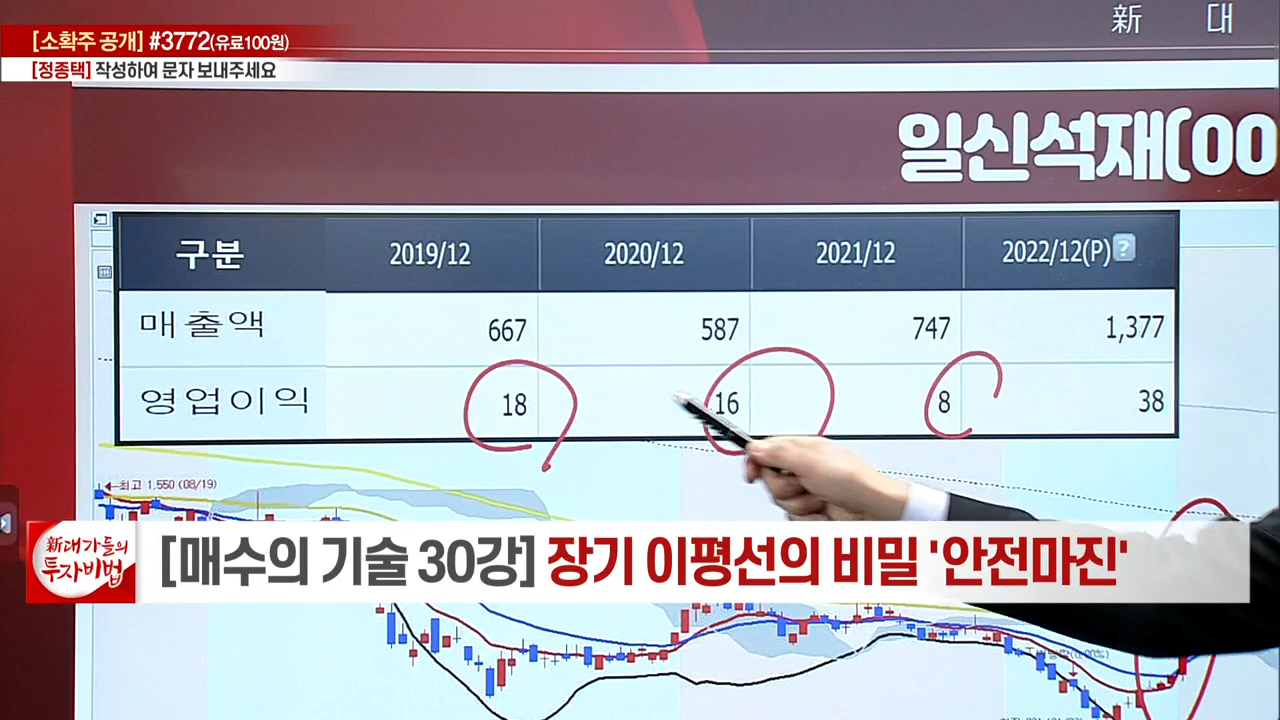 [소확주 공개] #3772(유료100원)
[정종택] 작성하여 문자 보내주세요
新 대
일신석재(00
구분 2019/12 2020/12 2021/12 2022/12(P) ?
매출액 667 587 747 1,377
영업이익 18 16 8 38
최고 1,550 (08/19)
新대가들의
투자비법
[매수의 기술 30강] 장기 이평선의 비밀 '안전마진'